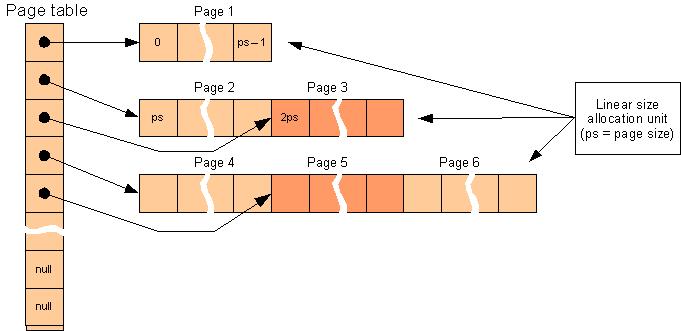 Page table
Page 1
0
ps–1
Page 2
Page 3
ps
2ps
Linear size
allocation unit
(ps = page size)
Page 4
Page 5
Page 6
null
null